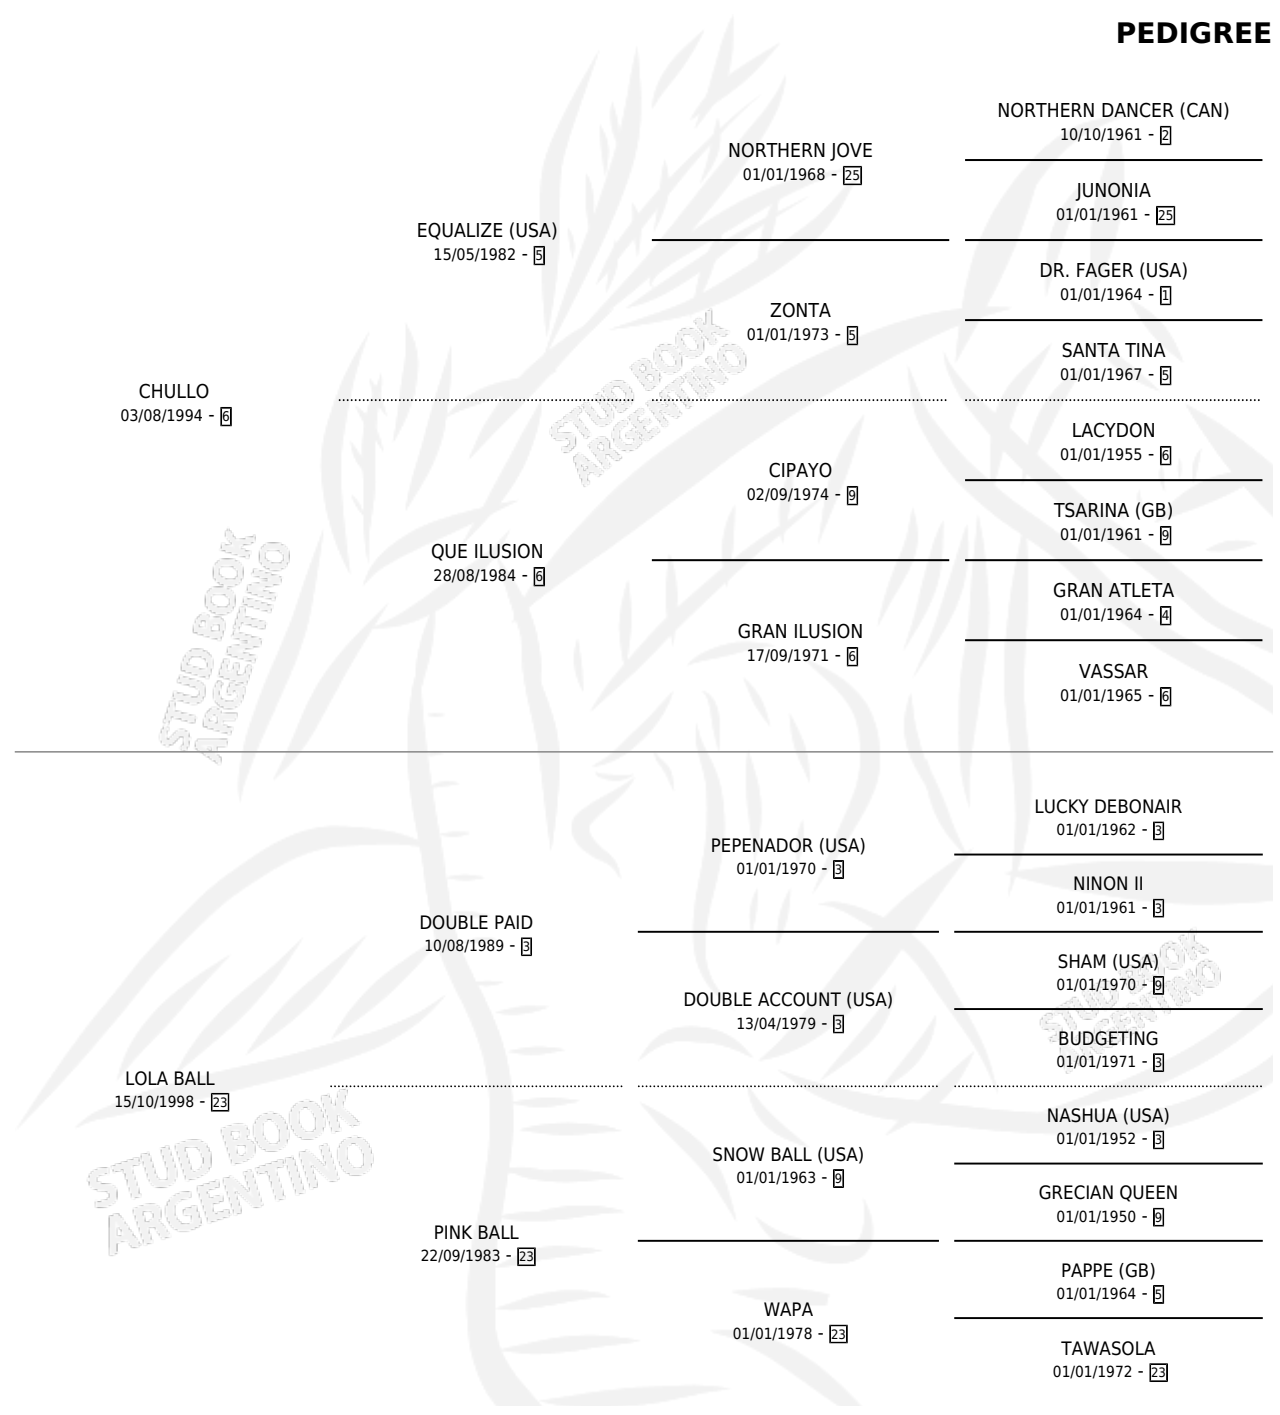 PEDIGREE
NORTHERN DANCER (CAN)
10/10/1961 - 2
NORTHERN JOVE
01/01/1968 - 25
JUNONIA
01/01/1961 - 25
EQUALIZE (USA)
15/05/1982 - 5
DR. FAGER (USA)
01/01/1964 - 1
ZONTA
01/01/1973 - 5
SANTA TINA
01/01/1967 - 5
CHULLO
03/08/1994 - 6
LACYDON
01/01/1955 - 6
CIPAYO
02/09/1974 - 9
TSARINA (GB)
01/01/1961 - 9
QUE ILUSION
28/08/1984 - 6
GRAN ATLETA
01/01/1964 - 4
GRAN ILUSION
17/09/1971 - 6
VASSAR
01/01/1965 - 6
LUCKY DEBONAIR
01/01/1962 - 3
PEPENADOR (USA)
01/01/1970 - 3
NINON II
01/01/1961 - 3
DOUBLE PAID
10/08/1989 - 3
SHAM (USA)
01/01/1970 - 9
DOUBLE ACCOUNT (USA)
13/04/1979 - 3
BUDGETING
01/01/1971 - 3
LOLA BALL
15/10/1998 - 23
NASHUA (USA)
01/01/1952 - 3
SNOW BALL (USA)
01/01/1963 - 9
GRECIAN QUEEN
01/01/1950 - 9
PINK BALL
22/09/1983 - 23
PAPPE (GB)
01/01/1964 - 5
WAPA
01/01/1978 - 23
TAWASOLA
01/01/1972 - 23
STUD BOOK
ARGENTINO
STUD BOOK
ARGENTINO
STUD BOOK
ARGENTINO
STUD BOOK
ARGENTINO